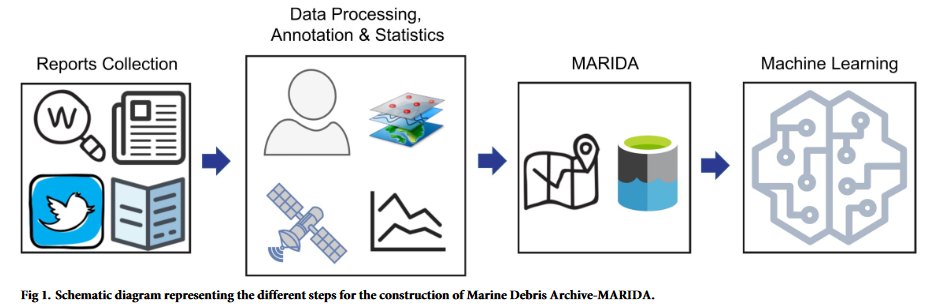 Reports Collection
Data Processing,
Annotation & Statistics
MARIDA
Machine Learning
W
Fig 1. Schematic diagram representing the different steps for the construction of Marine Debris Archive-MARIDA.